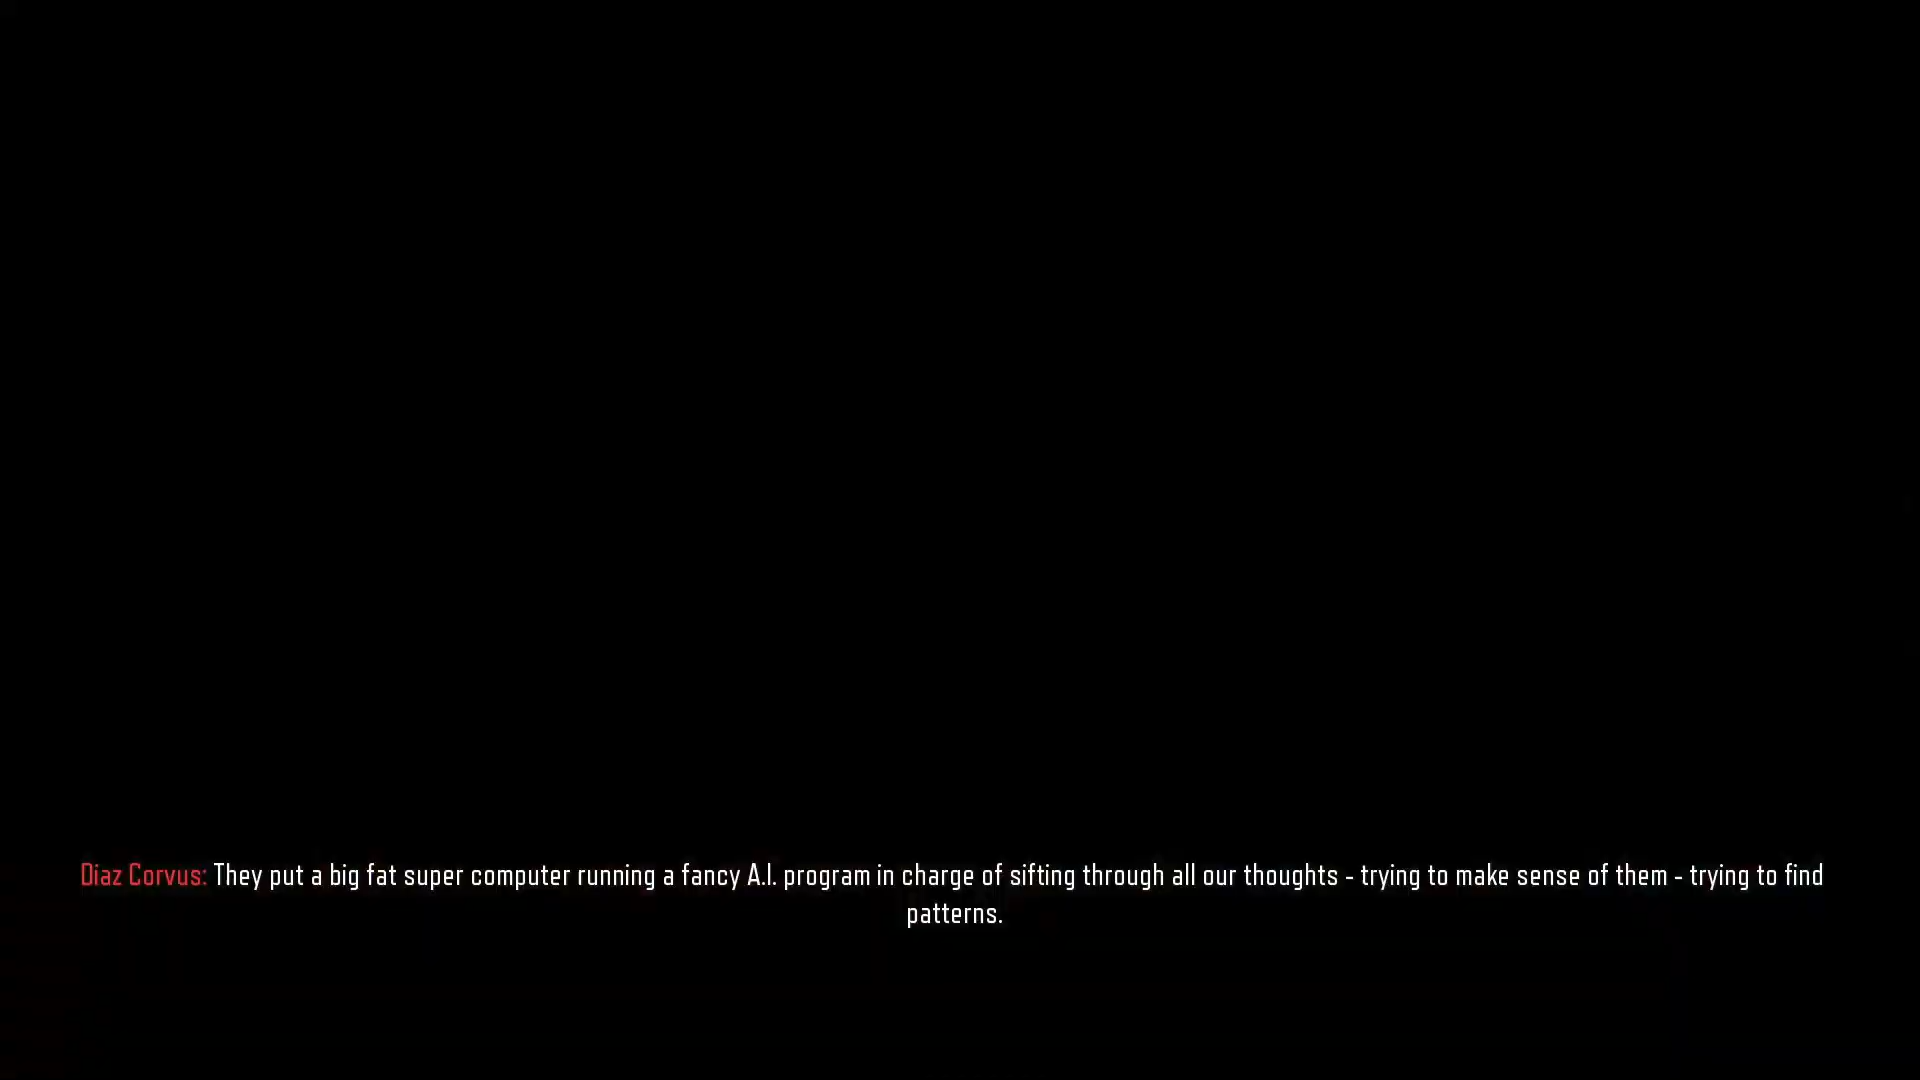 Diaz Corvus: They put a big fat super computer running a fancy A.I. program in charge of sifting through all our thoughts - trying to make sense of them - trying to find
patterns.